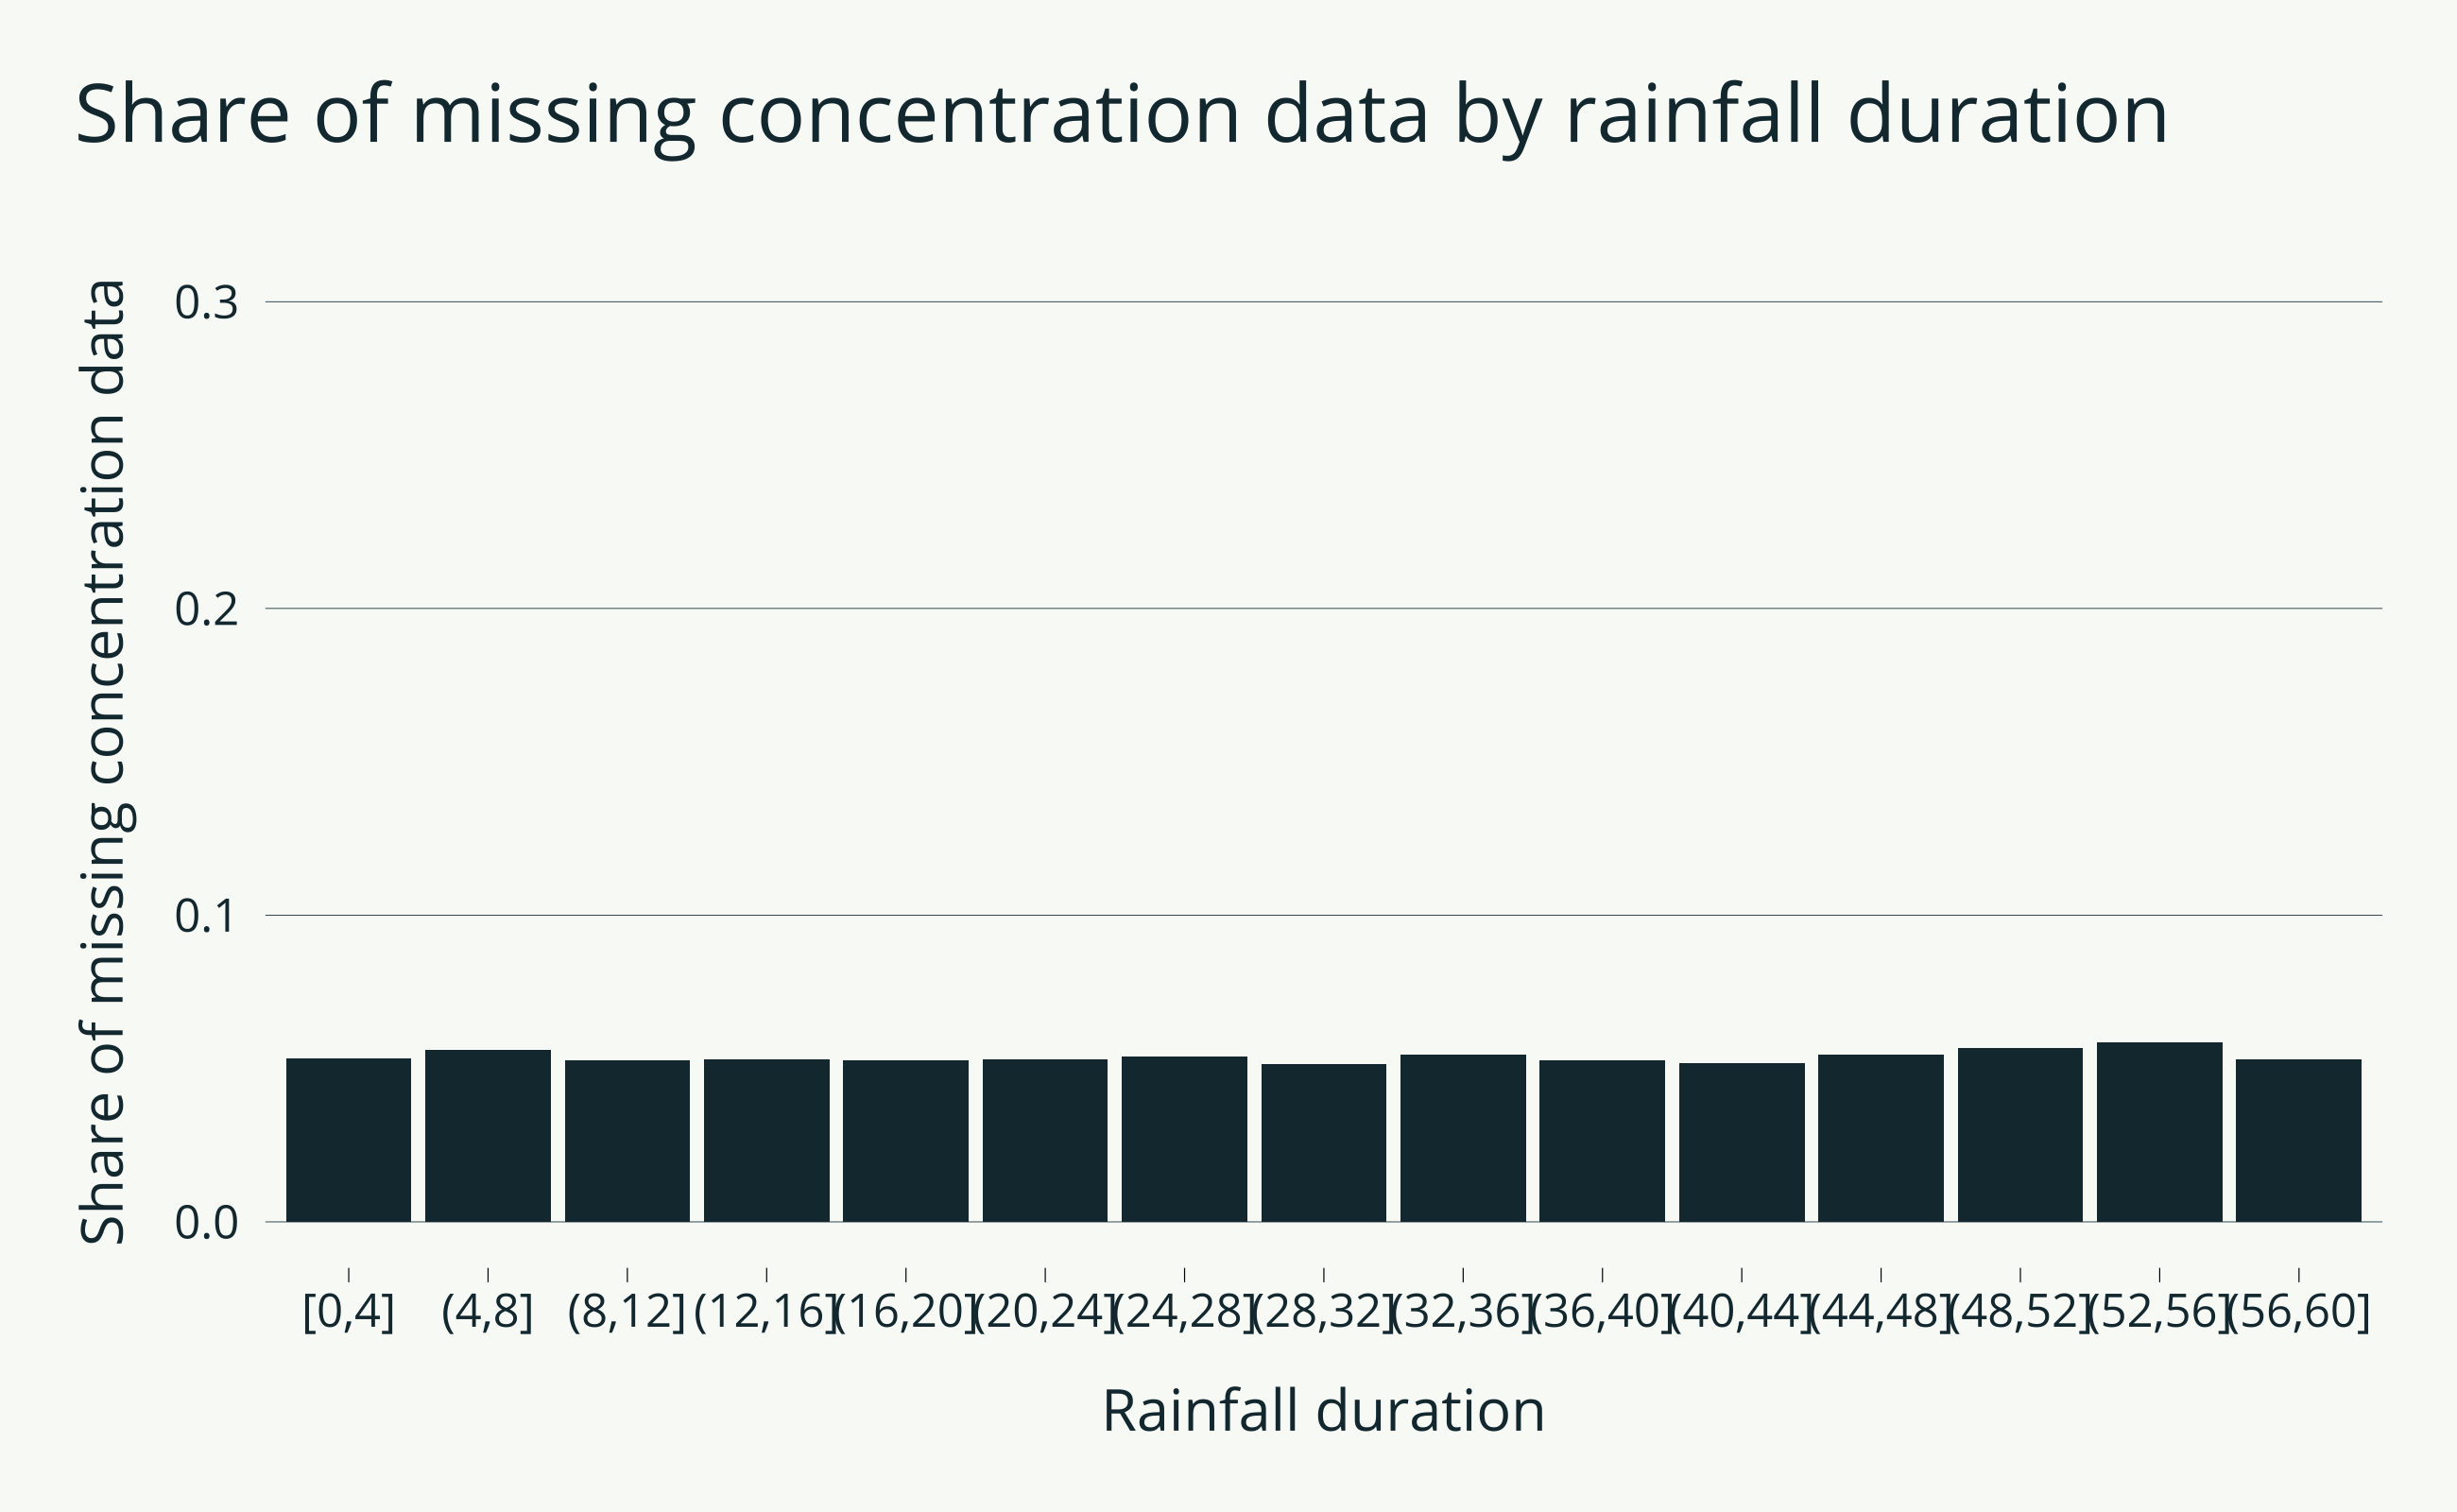 Share of missing concentration data by rainfall duration
Share of missing concentration data
0.3
0.2
0.1
0.0
[0,4] (4,8] (8,12] (12,16] (16,20] (20,24] (24,28] (28,32] (32,36] (36,40] (40,44] (44,48] (48,52] (52,56] (56,60]
Rainfall duration